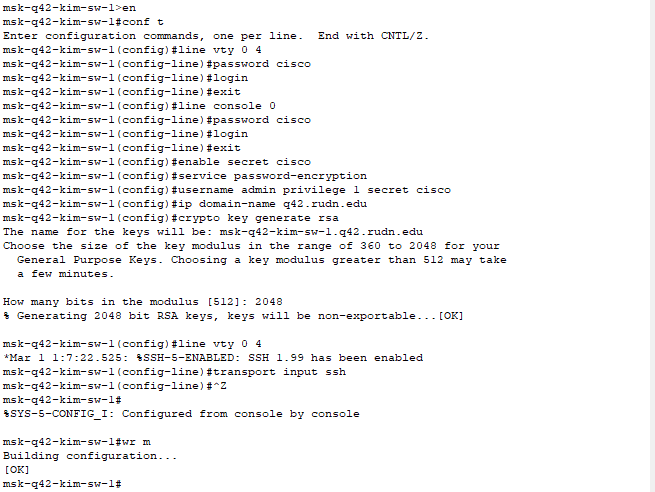 msk-q42-kim-sw-1>en
msk-q42-kim-sw-1#conf t
Enter configuration commands, one per line.  End with CNTL/Z.
msk-q42-kim-sw-1(config)#line vty 0 4
msk-q42-kim-sw-1(config-line)#password cisco
msk-q42-kim-sw-1(config-line)#login
msk-q42-kim-sw-1(config-line)#exit
msk-q42-kim-sw-1(config)#line console 0
msk-q42-kim-sw-1(config-line)#password cisco
msk-q42-kim-sw-1(config-line)#login
msk-q42-kim-sw-1(config-line)#exit
msk-q42-kim-sw-1(config)#enable secret cisco
msk-q42-kim-sw-1(config)#service password-encryption
msk-q42-kim-sw-1(config)#username admin privilege 1 secret cisco
msk-q42-kim-sw-1(config)#ip domain-name q42.rudn.edu
msk-q42-kim-sw-1(config)#crypto key generate rsa
The name for the keys will be: msk-q42-kim-sw-1.q42.rudn.edu
Choose the size of the key modulus in the range of 360 to 2048 for your
  General Purpose Keys. Choosing a key modulus greater than 512 may take
  a few minutes.

How many bits in the modulus [512]: 2048
% Generating 2048 bit RSA keys, keys will be non-exportable...[OK]

msk-q42-kim-sw-1(config)#line vty 0 4
*Mar 1 1:7:22.525: %SSH-5-ENABLED: SSH 1.99 has been enabled
msk-q42-kim-sw-1(config-line)#transport input ssh
msk-q42-kim-sw-1(config-line)#^Z
msk-q42-kim-sw-1#
%SYS-5-CONFIG_I: Configured from console by console

msk-q42-kim-sw-1#wr m
Building configuration...
[OK]
msk-q42-kim-sw-1#